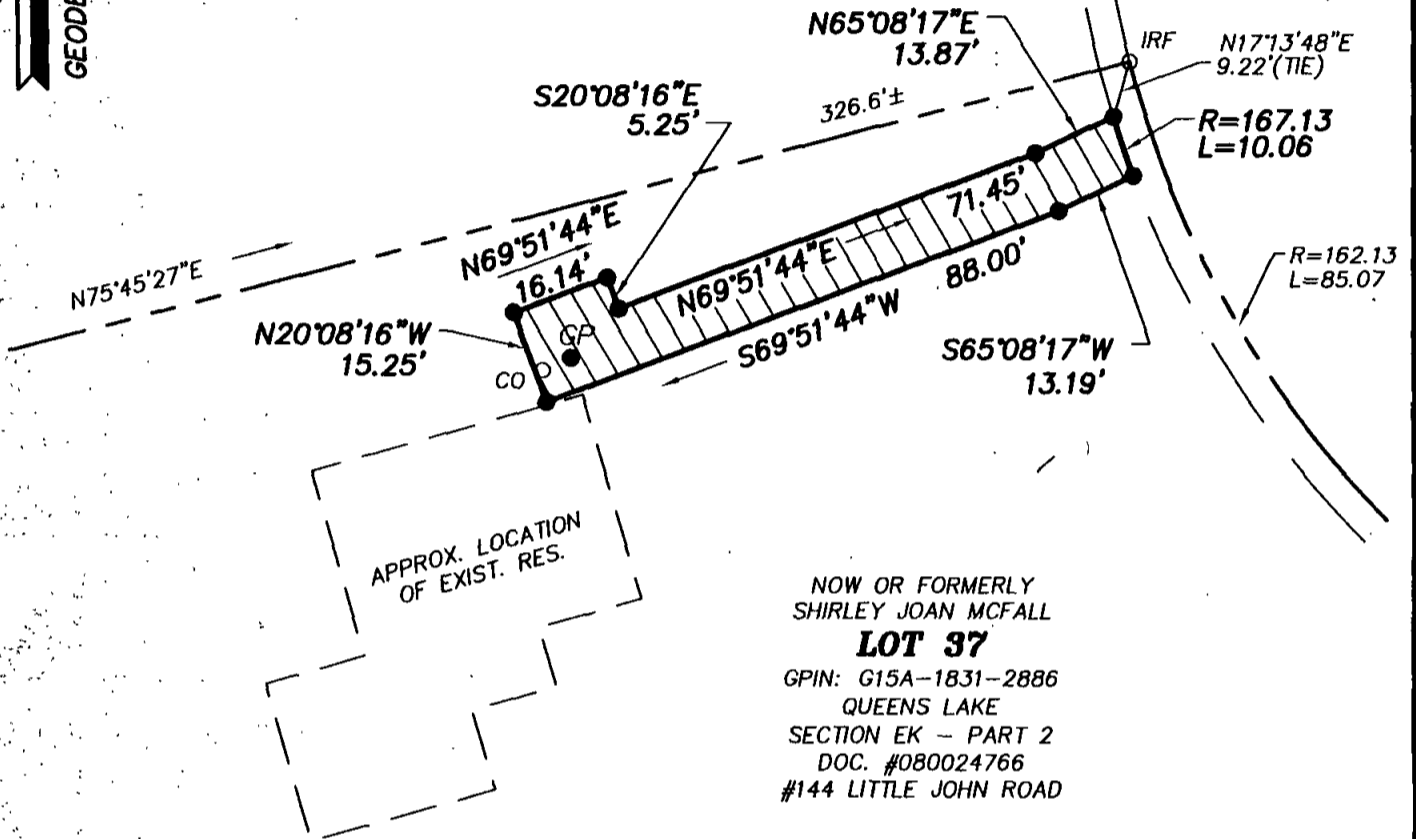 GEODE
N65°08'17"E
13.87'
IRF
N17°13'48"E
9.22'(TIE)
S20°08'16"E
5.25'
326.6'±
R=167.13
L=10.06
71.45'
N69°51'44"E
16.14'
N69°51'44"E
88.00'
N75°45'27"E
R=162.13
L=85.07
N20°08'16"W
15.25'
GP
CO
S69°51'44"W
S65°08'17"W
13.19'
APPROX. LOCATION
OF EXIST. RES.
NOW OR FORMERLY
SHIRLEY JOAN MCFALL
LOT 37
GPIN: G15A-1831-2886
QUEENS LAKE
SECTION EK - PART 2
DOC. #080024766
#144 LITTLE JOHN ROAD